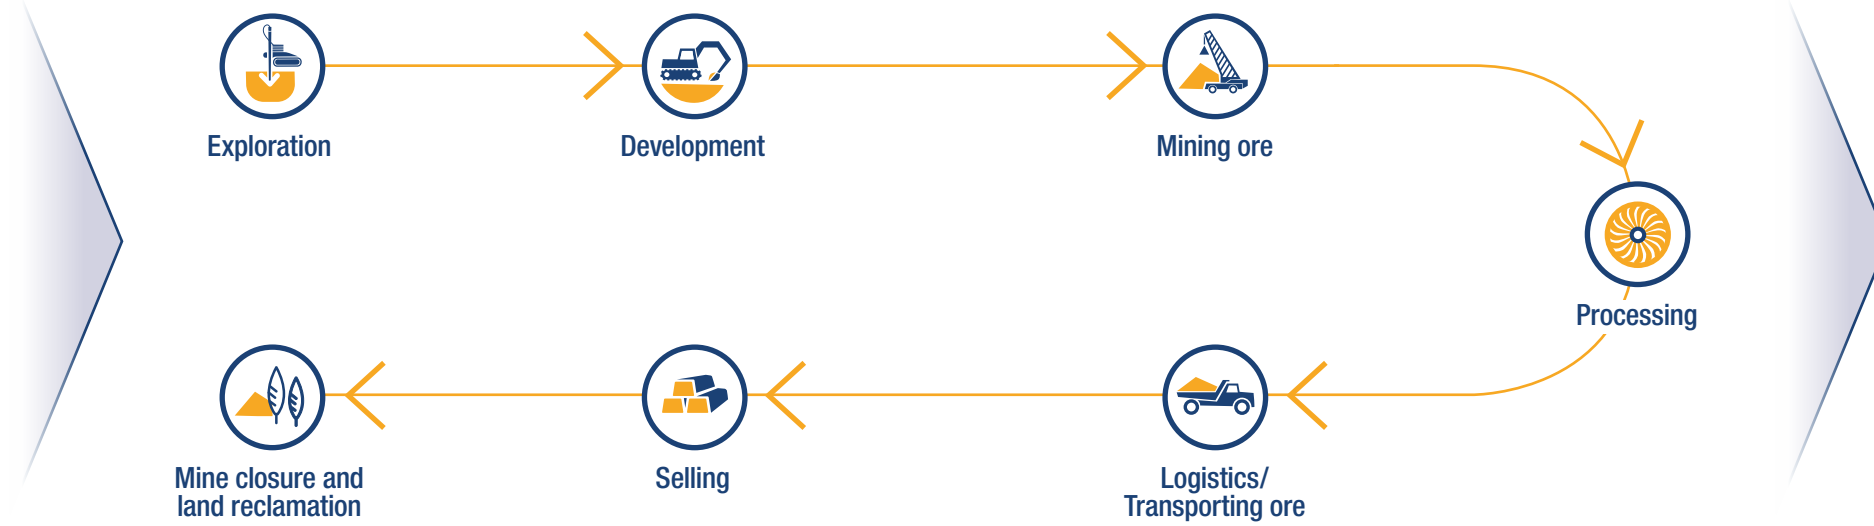 Exploration
Development
Mining ore
Processing
Logistics/
Transporting ore
Selling
Mine closure and
land reclamation